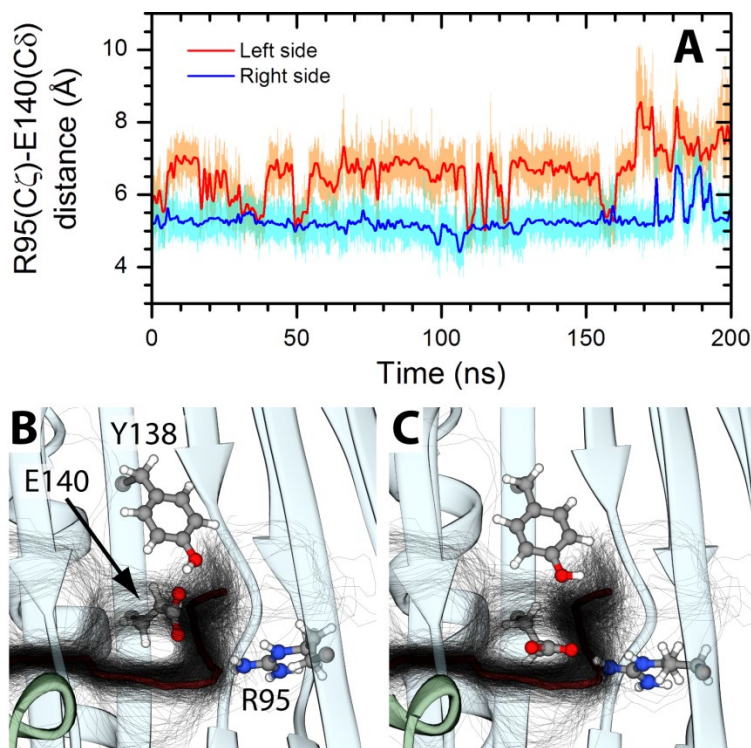 A
Left side
Right side
R95(Cζ)-E140(Cδ)
distance (Å)
10
8
6
4
0
50
100
150
200
Time (ns)
B
Y138
E140
R95
C